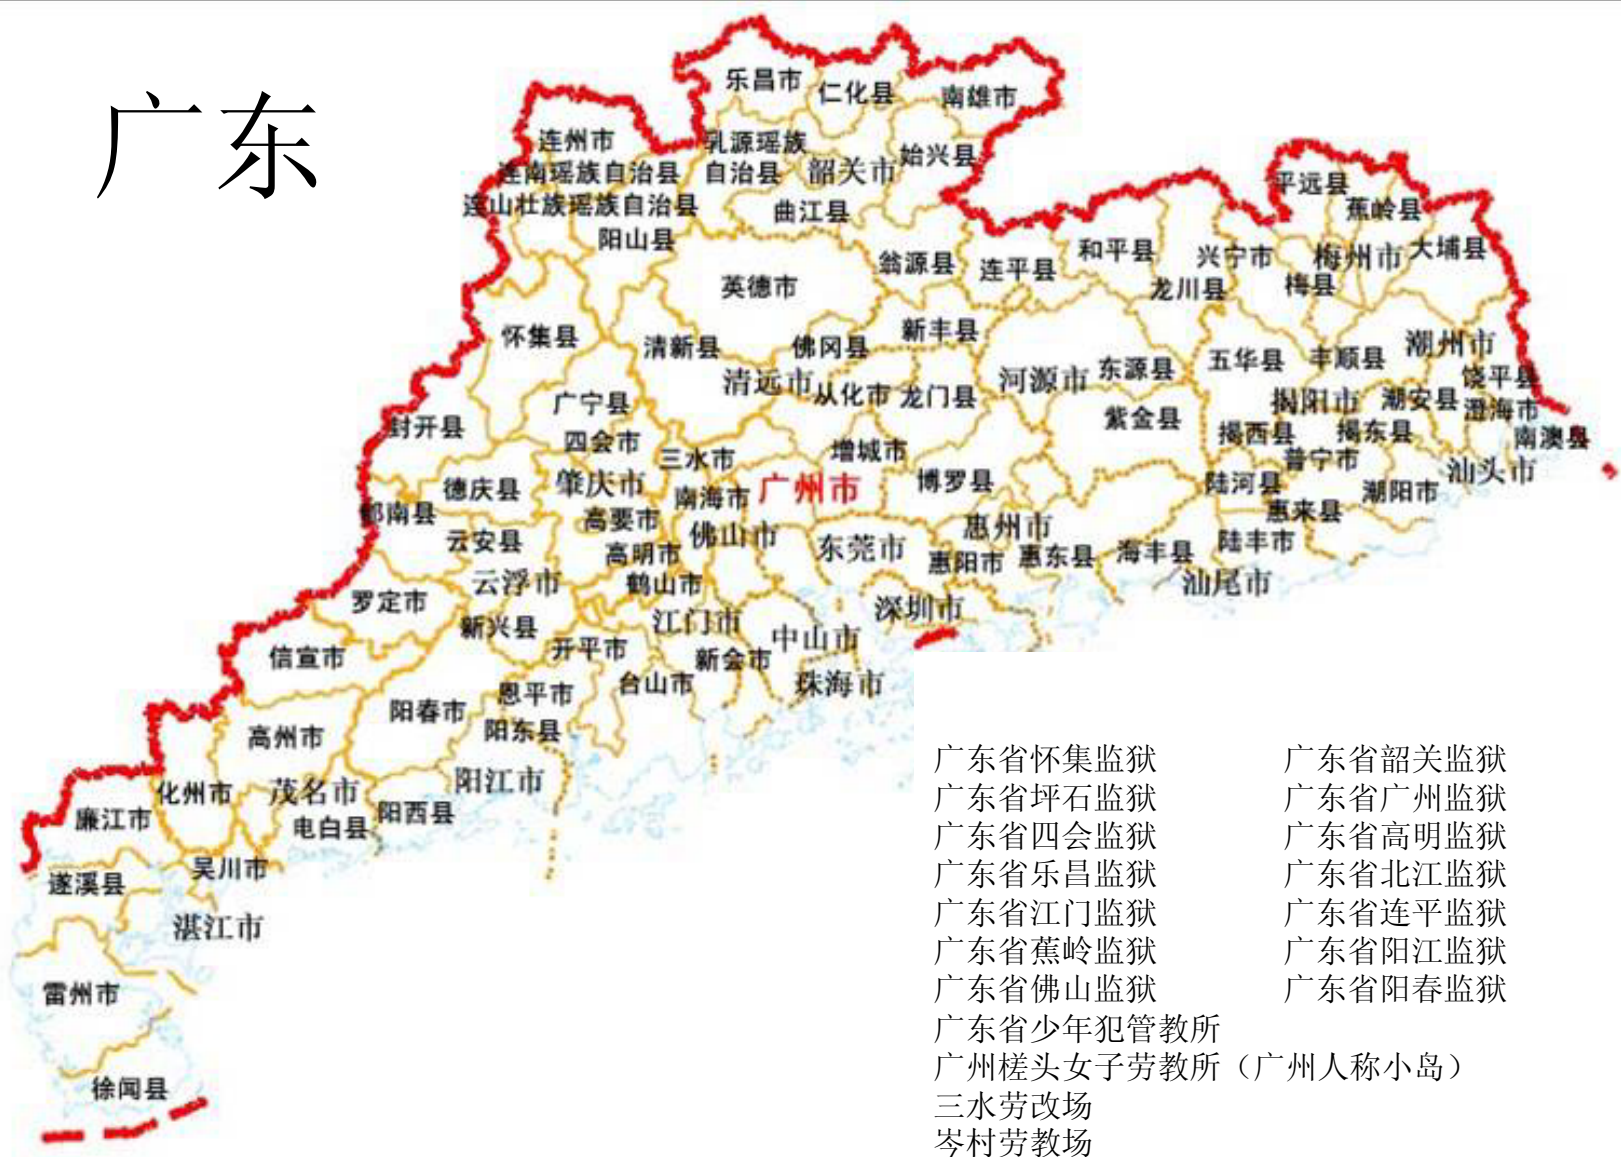 广东
乐昌市
仁化县
南雄市
连州市
乳源瑶族
自治县
始兴县
连南瑶族自治县
韶关市
连山壮族瑶族自治县
曲江县
阳山县
平远县
蕉岭县
翁源县
连平县
和平县
兴宁市
梅州市
大埔县
英德市
龙川县
梅县
怀集县
清新县
佛冈县
新丰县
五华县
丰顺县
潮州市
清远市
从化市
龙门县
河源市
东源县
饶平县
广宁县
紫金县
揭阳市
潮安县
澄海市
封开县
四会市
三水市
增城市
揭西县
揭东县
南澳县
德庆县
肇庆市
南海市
广州市
博罗县
陆河县
普宁市
潮阳市
汕头市
郁南县
高要市
佛山市
惠州市
惠来县
云安县
高明市
东莞市
惠阳市
惠东县
海丰县
陆丰市
云浮市
鹤山市
汕尾市
罗定市
新兴县
江门市
深圳市
中山市
信宣市
开平市
新会市
台山市
珠海市
恩平市
阳春市
阳东县
高州市
阳江市
化州市
茂名市
廉江市
电白县
阳西县
吴川市
遂溪县
湛江市
雷州市
徐闻县
广东省怀集监狱 广东省韶关监狱
广东省坪石监狱 广东省广州监狱
广东省四会监狱 广东省高明监狱
广东省乐昌监狱 广东省北江监狱
广东省江门监狱 广东省连平监狱
广东省蕉岭监狱 广东省阳江监狱
广东省佛山监狱 广东省阳春监狱
广东省少年犯管教所
广州槎头女子劳教所（广州人称小岛）
三水劳改场
岑村劳教场